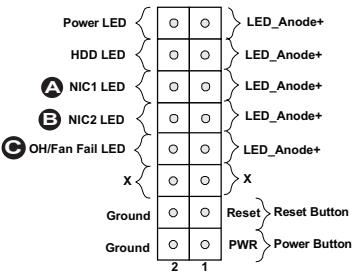 Power LED LED_Anode+
HDD LED LED_Anode+
A NIC1 LED LED_Anode+
B NIC2 LED LED_Anode+
C OH/Fan Fail LED LED_Anode+
X X
Ground Reset Reset Button
Ground PWR Power Button
2 1